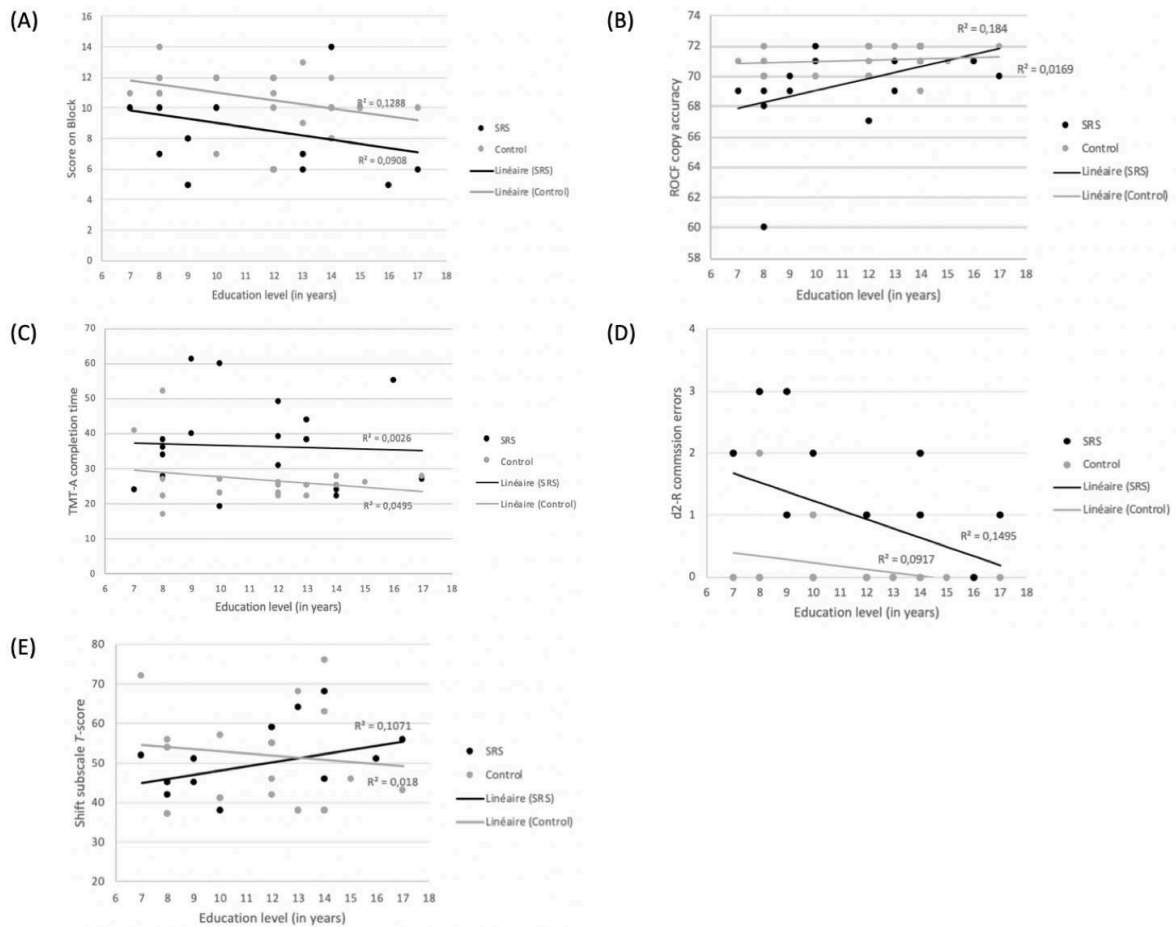 (A)
16
14
12
10
8
6
4
2
0
Score on Block
6 7 8 9 10 11 12 13 14 15 16 17 18
Education level (in years)
R² = 0,1288
R² = 0,0908
SRS
Control
Linéaire (SRS)
Linéaire (Control)
(B)
74
72
70
68
66
64
62
60
58
ROCF copy accuracy
6 7 8 9 10 11 12 13 14 15 16 17 18
Education level (in years)
R² = 0,184
R² = 0,0169
SRS
Control
Linéaire (SRS)
Linéaire (Control)
(C)
70
60
50
40
30
20
10
0
TMT-A completion time
6 7 8 9 10 11 12 13 14 15 16 17 18
Education level (in years)
R² = 0,0026
R² = 0,0495
SRS
Control
Linéaire (SRS)
Linéaire (Control)
(D)
4
3
2
1
0
d2-R commssion errors
6 7 8 9 10 11 12 13 14 15 16 17 18
Education level (in years)
R² = 0,1495
R² = 0,0917
SRS
Control
Linéaire (SRS)
Linéaire (Control)
(E)
80
70
60
50
40
30
20
Shift subscale T-score
6 7 8 9 10 11 12 13 14 15 16 17 18
Education level (in years)
R² = 0,1071
R² = 0,018
SRS
Control
Linéaire (SRS)
Linéaire (Control)